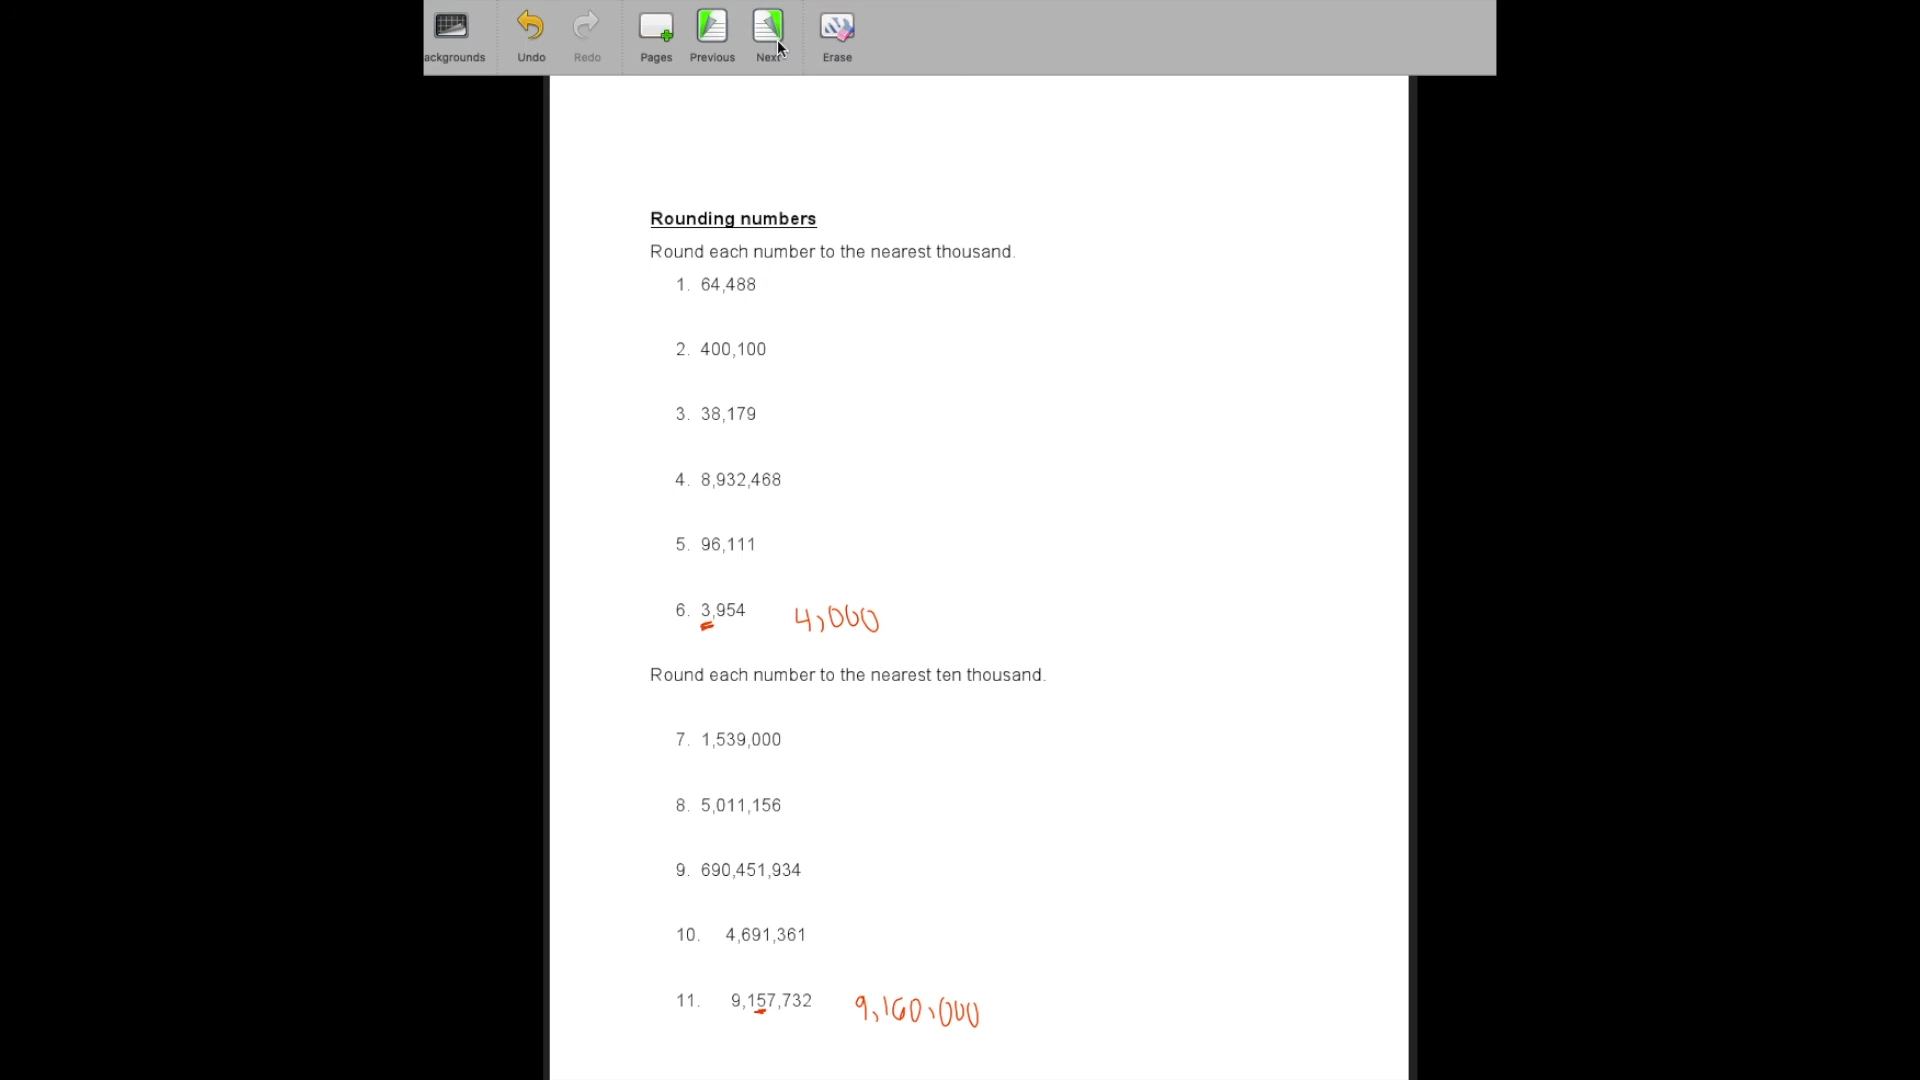 ackgrounds Undo Redo Pages Previous Next Erase
Rounding numbers
Round each number to the nearest thousand.
1. 64,488
2. 400,100
3. 38,179
4. 8,932,468
5. 96,111
6. 3,954 4,000
Round each number to the nearest ten thousand.
7. 1,539,000
8. 5,011,156
9. 690,451,934
10. 4,691,361
11. 9,157,732 9,160,000